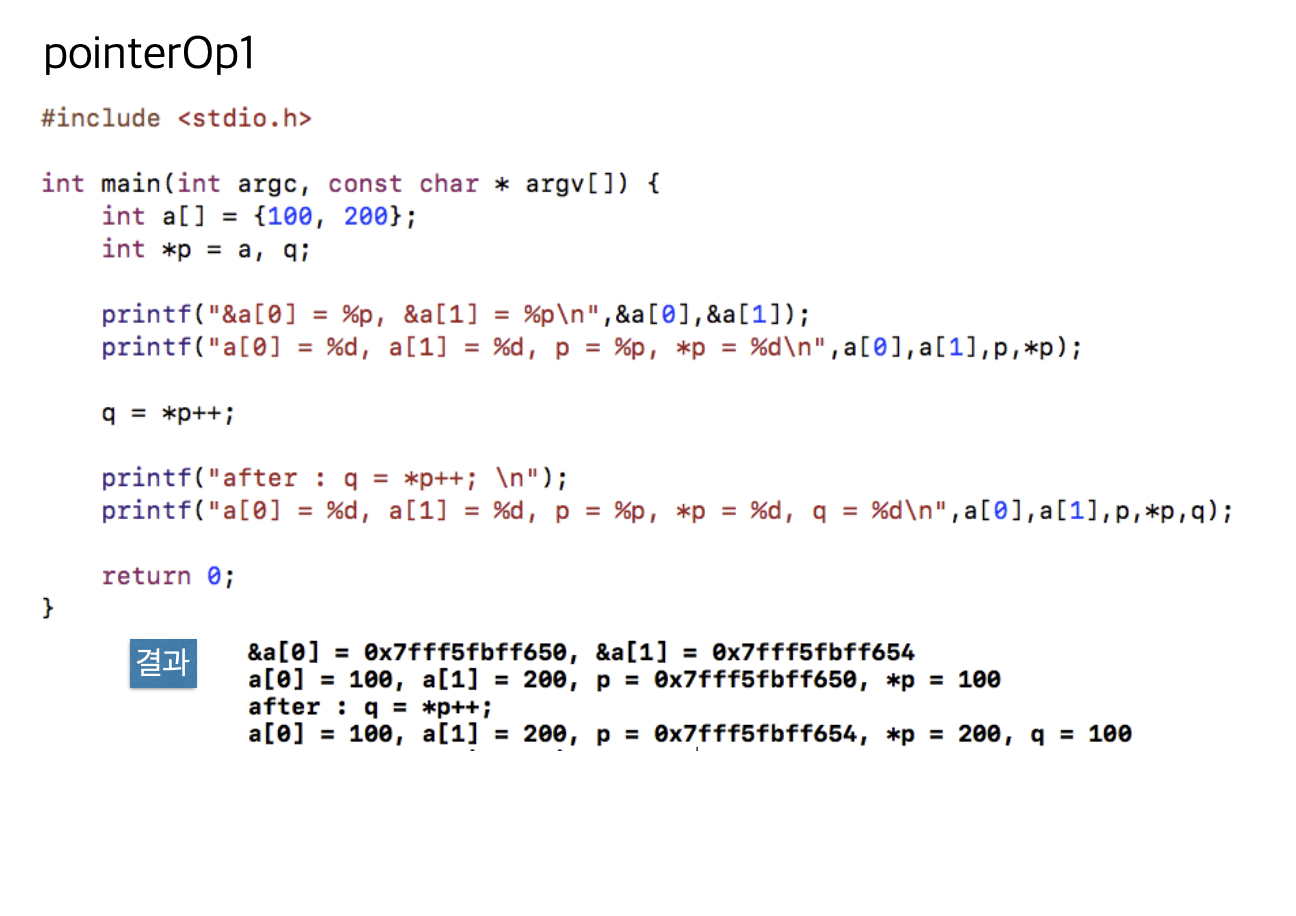 pointerOp1
#include <stdio.h>
int main(int argc, const char * argv[]) {
    int a[] = {100, 200};
    int *p = a, q;
    printf("&a[0] = %p, &a[1] = %p\n",&a[0],&a[1]);
    printf("a[0] = %d, a[1] = %d, p = %p, *p = %d\n",a[0],a[1],p,*p);
    q = *p++;
    printf("after : q = *p++; \n");
    printf("a[0] = %d, a[1] = %d, p = %p, *p = %d, q = %d\n",a[0],a[1],p,*p,q);
    return 0;
}
결과
&a[0] = 0x7fff5fbff650, &a[1] = 0x7fff5fbff654
a[0] = 100, a[1] = 200, p = 0x7fff5fbff650, *p = 100
after : q = *p++;
a[0] = 100, a[1] = 200, p = 0x7fff5fbff654, *p = 200, q = 100